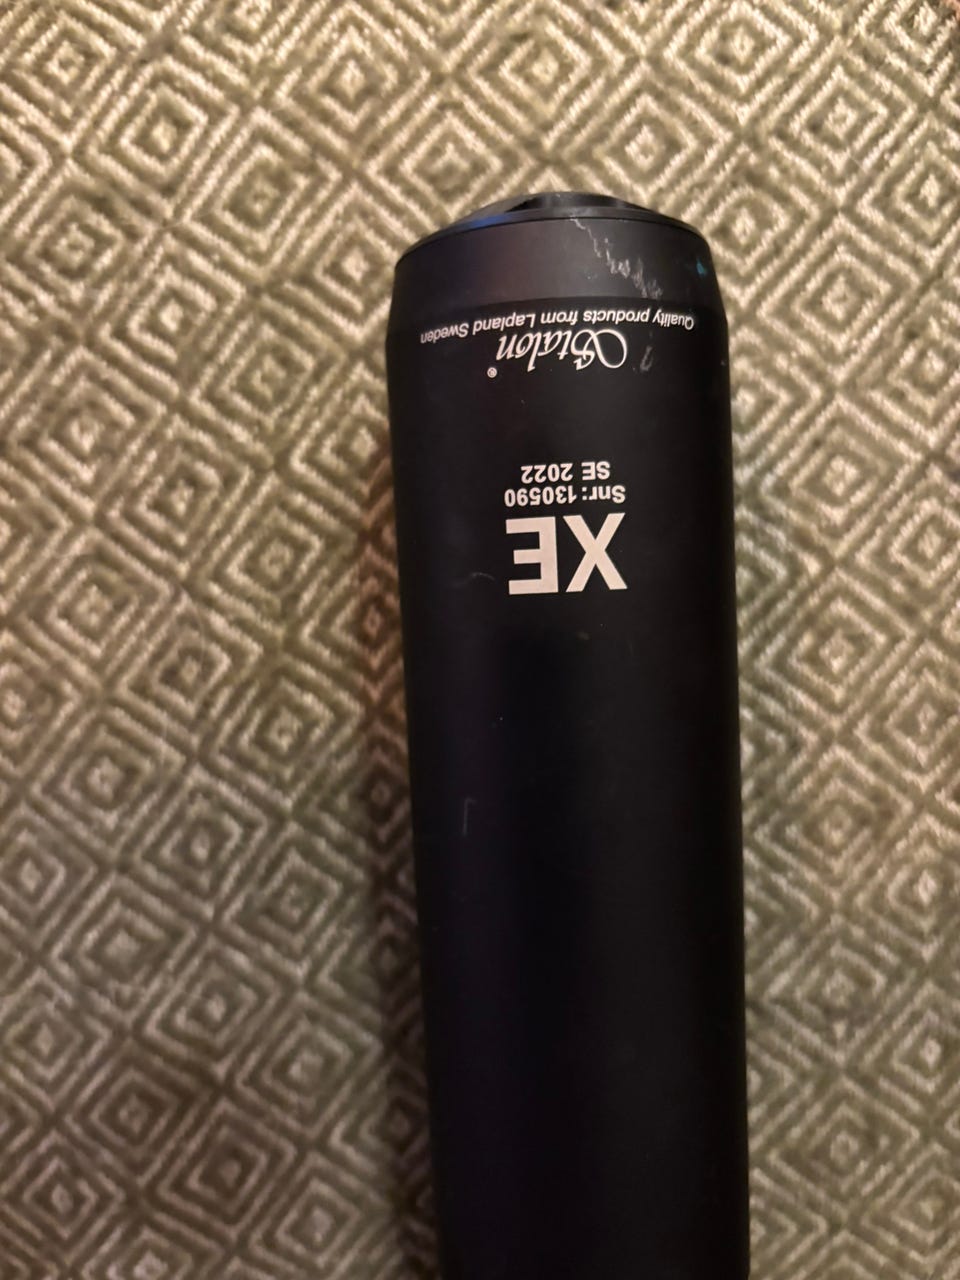 XE
Snr: 130590
SE 2022
Stalon®
Quality products from Lapland Sweden